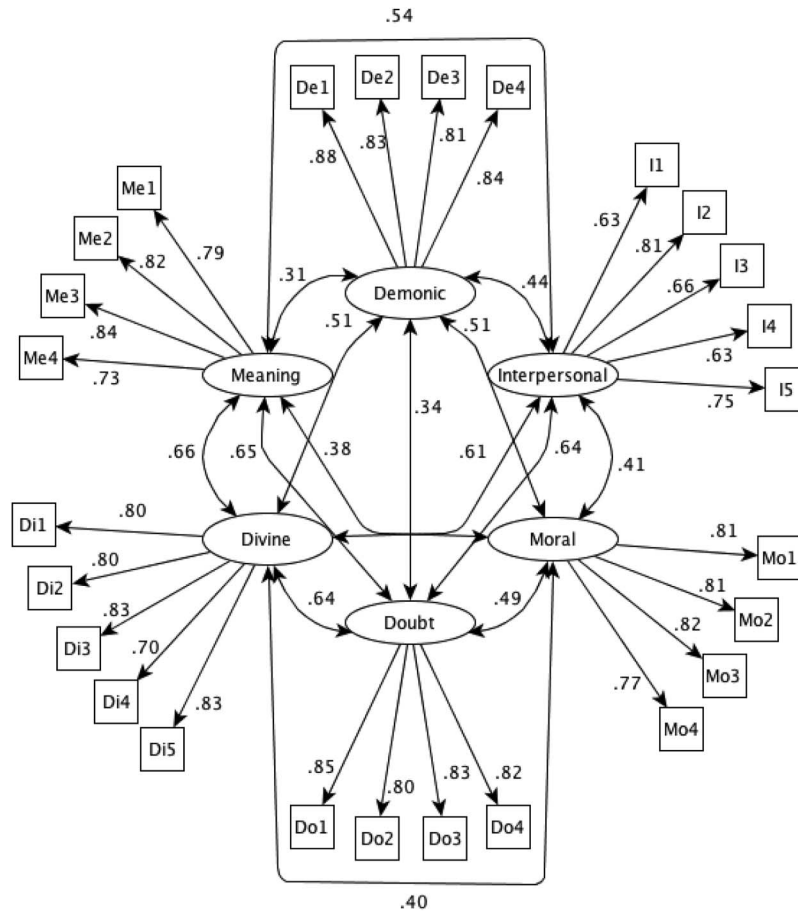 .54
De1 De2 De3 De4
.88 .83 .81 .84
Me1
Me2
Me3
Me4
.79
.82
.84
.73
I1
I2
I3
I4
I5
.63
.81
.66
.63
.75
.31 Demonic .44
.51 .51
Meaning Interpersonal
.34
.66 .65 .38 .61 .64 .41
Divine Moral
Di1
Di2
Di3
Di4
Di5
.80
.80
.83
.70
.83
.64 Doubt .49
Mo1
Mo2
Mo3
Mo4
.81
.81
.82
.77
.85 .80 .83 .82
Do1 Do2 Do3 Do4
.40